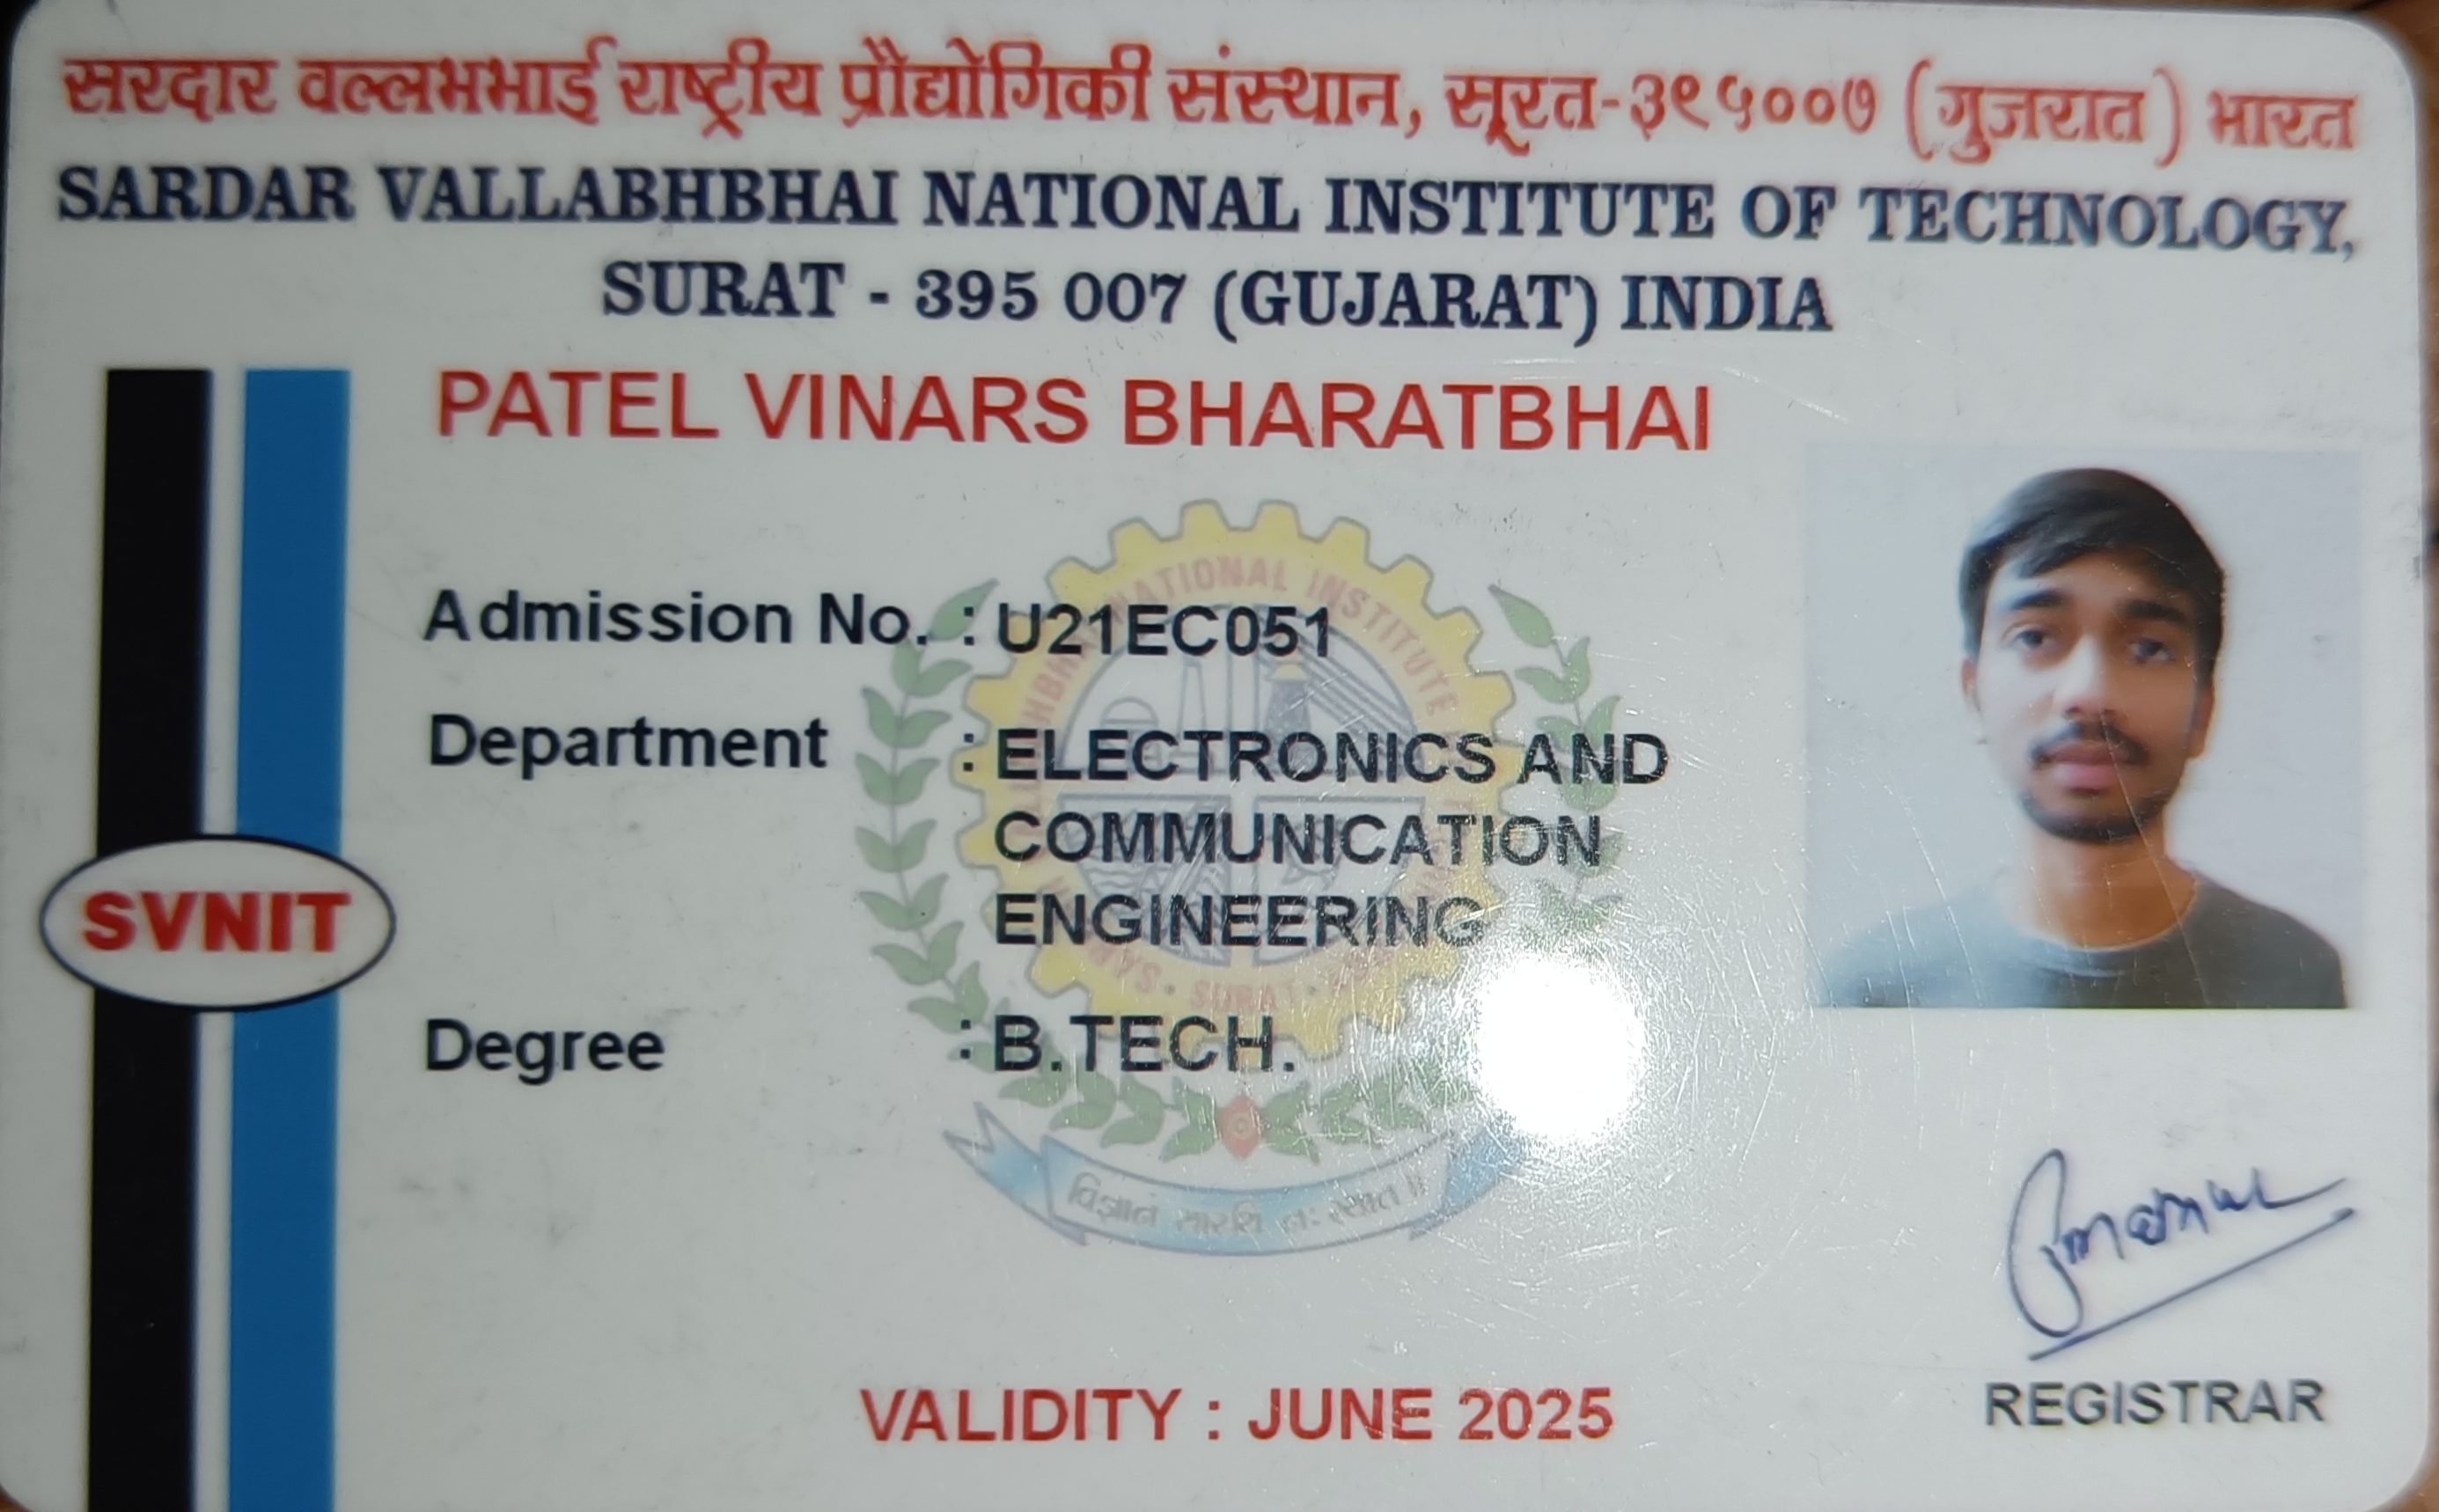 सरदार वल्लभभाई राष्ट्रीय प्रौद्योगिकी संस्थान, सूरत-३९५००७ (गुजरात) भारत
SARDAR VALLABHBHAI NATIONAL INSTITUTE OF TECHNOLOGY,
SURAT - 395 007 (GUJARAT) INDIA
PATEL VINARS BHARATBHAI
Admission No. : U21EC051
Department : ELECTRONICS AND
COMMUNICATION
ENGINEERING
SVNIT
Degree : B.TECH.
NATIONAL INSTITUTE
SURAT
विज्ञानं सारथि नः स्यात ॥
VALIDITY : JUNE 2025
REGISTRAR